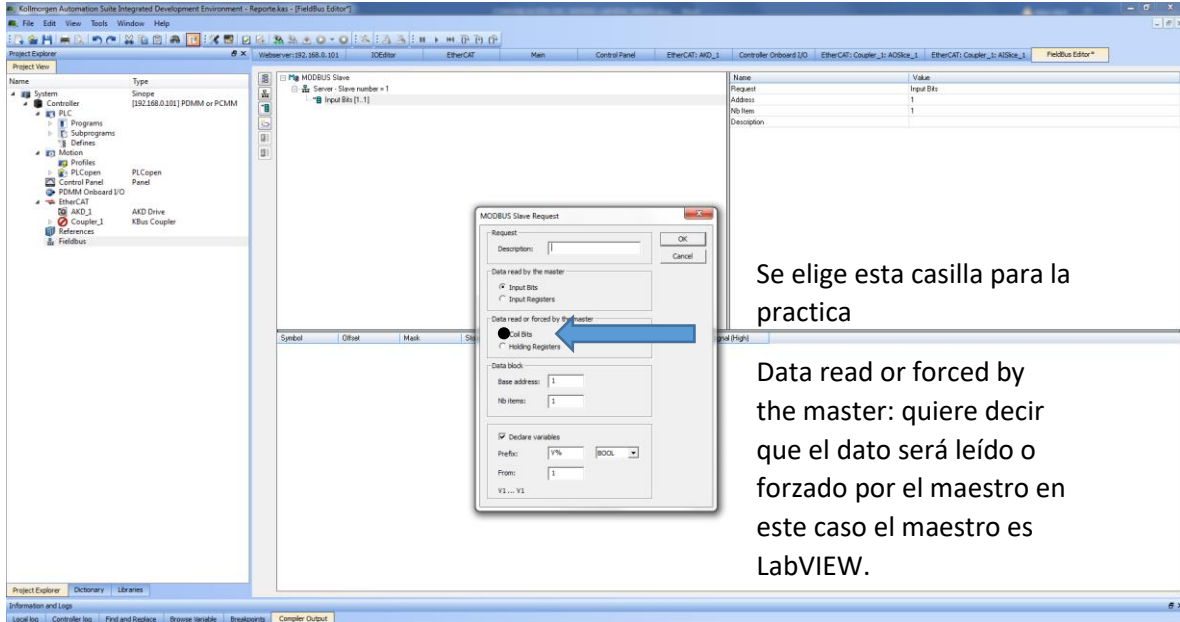 Kollmorgen Automation Suite Integrated Development Environment - Reporte.kas - [FieldBus Editor*]
File Edit View Tools Window Help
Project Explorer
Webserver:192.168.0.101 IOEditor EtherCAT Main Control Panel EtherCAT: AKD_1 Controller Onboard I/O EtherCAT: Coupler_1: AOSlice_1 EtherCAT: Coupler_1: AISlice_1 FieldBus Editor*
Project View
Name Type
System Sinope
Controller [192.168.0.101] PDMM or PCMM
PLC
Programs
Subprograms
Defines
Motion
Profiles
PLCopen PLCopen
Control Panel Panel
PDMM Onboard I/O
EtherCAT
AKD_1 AKD Drive
Coupler_1 KBus Coupler
References
Fieldbus
MODBUS Slave
Server - Slave number = 1
Input Bits [1..1]
Name Value
Request Input Bits
Address 1
Nb Item 1
Description
MODBUS Slave Request
Request
Description:
OK
Cancel
Data read by the master
Input Bits
Input Registers
Data read or forced by the master
Coil Bits
Holding Registers
Data block
Base address: 1
Nb items: 1
Declare variables
Prefix: V% BOOL
From: 1
V1 ... V1
Symbol Offset Mask
Se elige esta casilla para la
practica
Data read or forced by
the master: quiere decir
que el dato será leído o
forzado por el maestro en
este caso el maestro es
LabVIEW.
Project Explorer Dictionary Libraries
Information and Logs
Local log Controller log Find and Replace Browse Variable Breakpoints Compiler Output